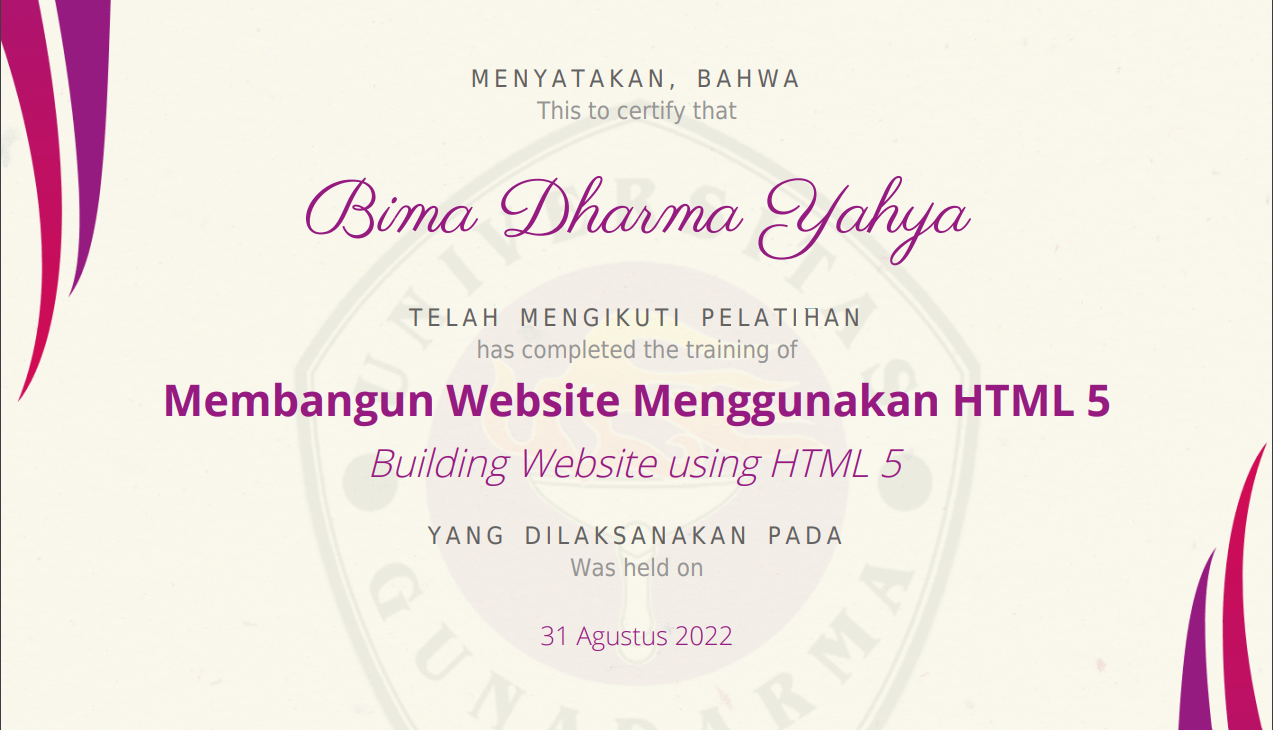 MENYATAKAN, BAHWA
This to certify that
Bima Dharma Yahya
TELAH MENGIKUTI PELATIHAN
has completed the training of
Membangun Website Menggunakan HTML 5
Building Website using HTML 5
YANG DILAKSANAKAN PADA
Was held on
31 Agustus 2022
UNIVERSITAS
GUNADARMA